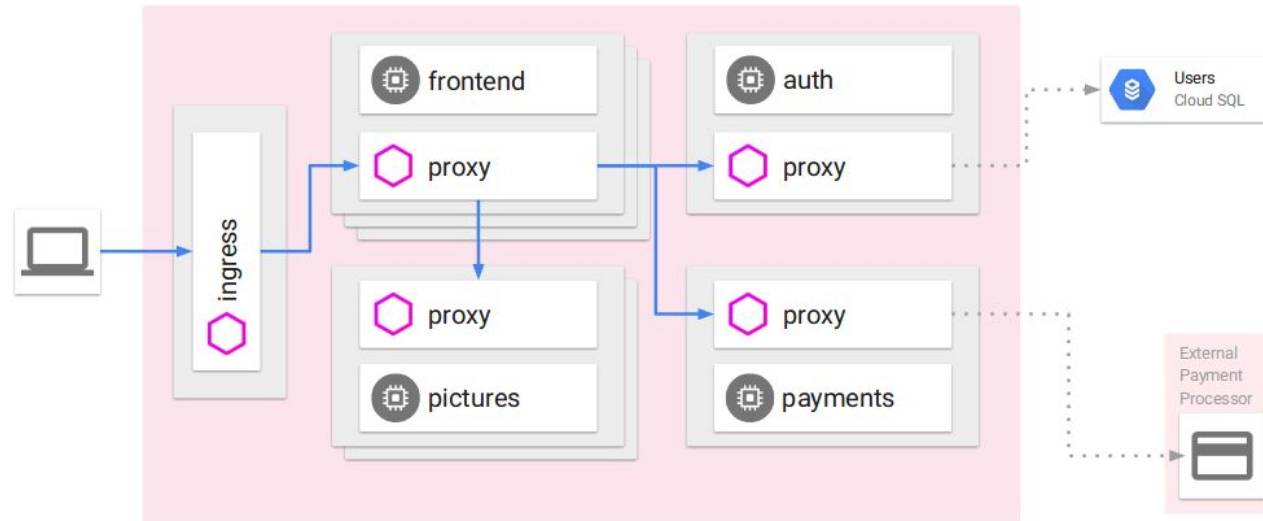 frontend
proxy
auth
proxy
Users
Cloud SQL
ingress
proxy
pictures
proxy
payments
External
Payment
Processor